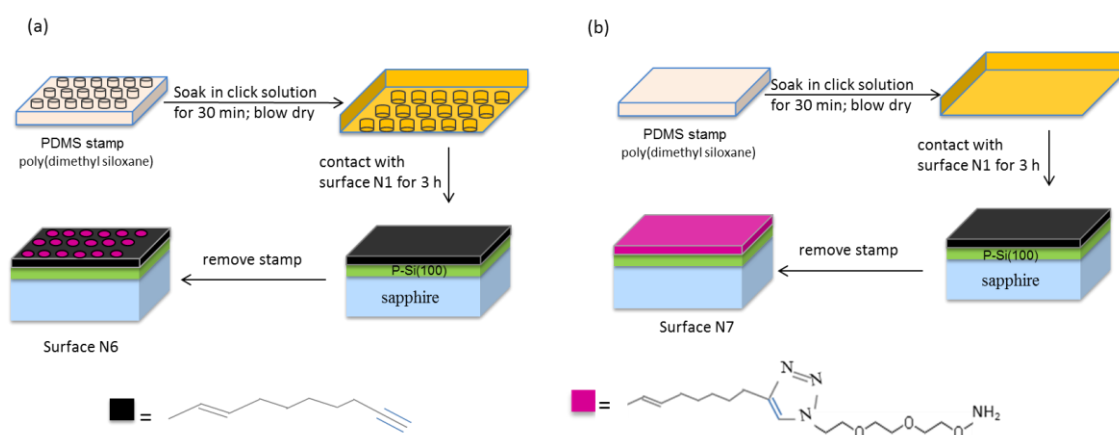 (a)
Soak in click solution
for 30 min; blow dry
PDMS stamp
poly(dimethyl siloxane)
contact with
surface N1 for 3 h
remove stamp
P-Si(100)
sapphire
Surface N6
=
(b)
Soak in click solution
for 30 min; blow dry
PDMS stamp
poly(dimethyl siloxane)
contact with
surface N1 for 3 h
remove stamp
P-Si(100)
sapphire
Surface N7
=
N
N
N
O
O
O
NH2